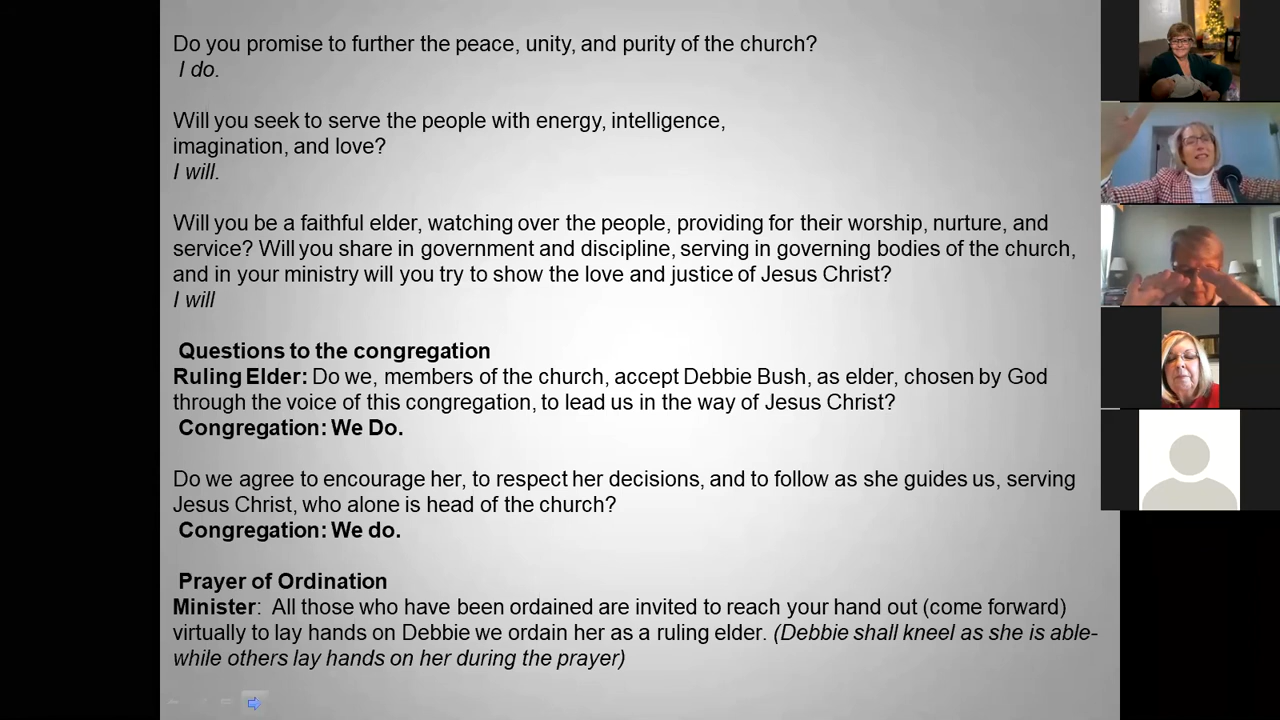 Do you promise to further the peace, unity, and purity of the church?
I do.
Will you seek to serve the people with energy, intelligence,
imagination, and love?
I will.
Will you be a faithful elder, watching over the people, providing for their worship, nurture, and
service? Will you share in government and discipline, serving in governing bodies of the church,
and in your ministry will you try to show the love and justice of Jesus Christ?
I will
Questions to the congregation
Ruling Elder: Do we, members of the church, accept Debbie Bush, as elder, chosen by God
through the voice of this congregation, to lead us in the way of Jesus Christ?
Congregation: We Do.
Do we agree to encourage her, to respect her decisions, and to follow as she guides us, serving
Jesus Christ, who alone is head of the church?
Congregation: We do.
Prayer of Ordination
Minister:  All those who have been ordained are invited to reach your hand out (come forward)
virtually to lay hands on Debbie we ordain her as a ruling elder. (Debbie shall kneel as she is able-
while others lay hands on her during the prayer)